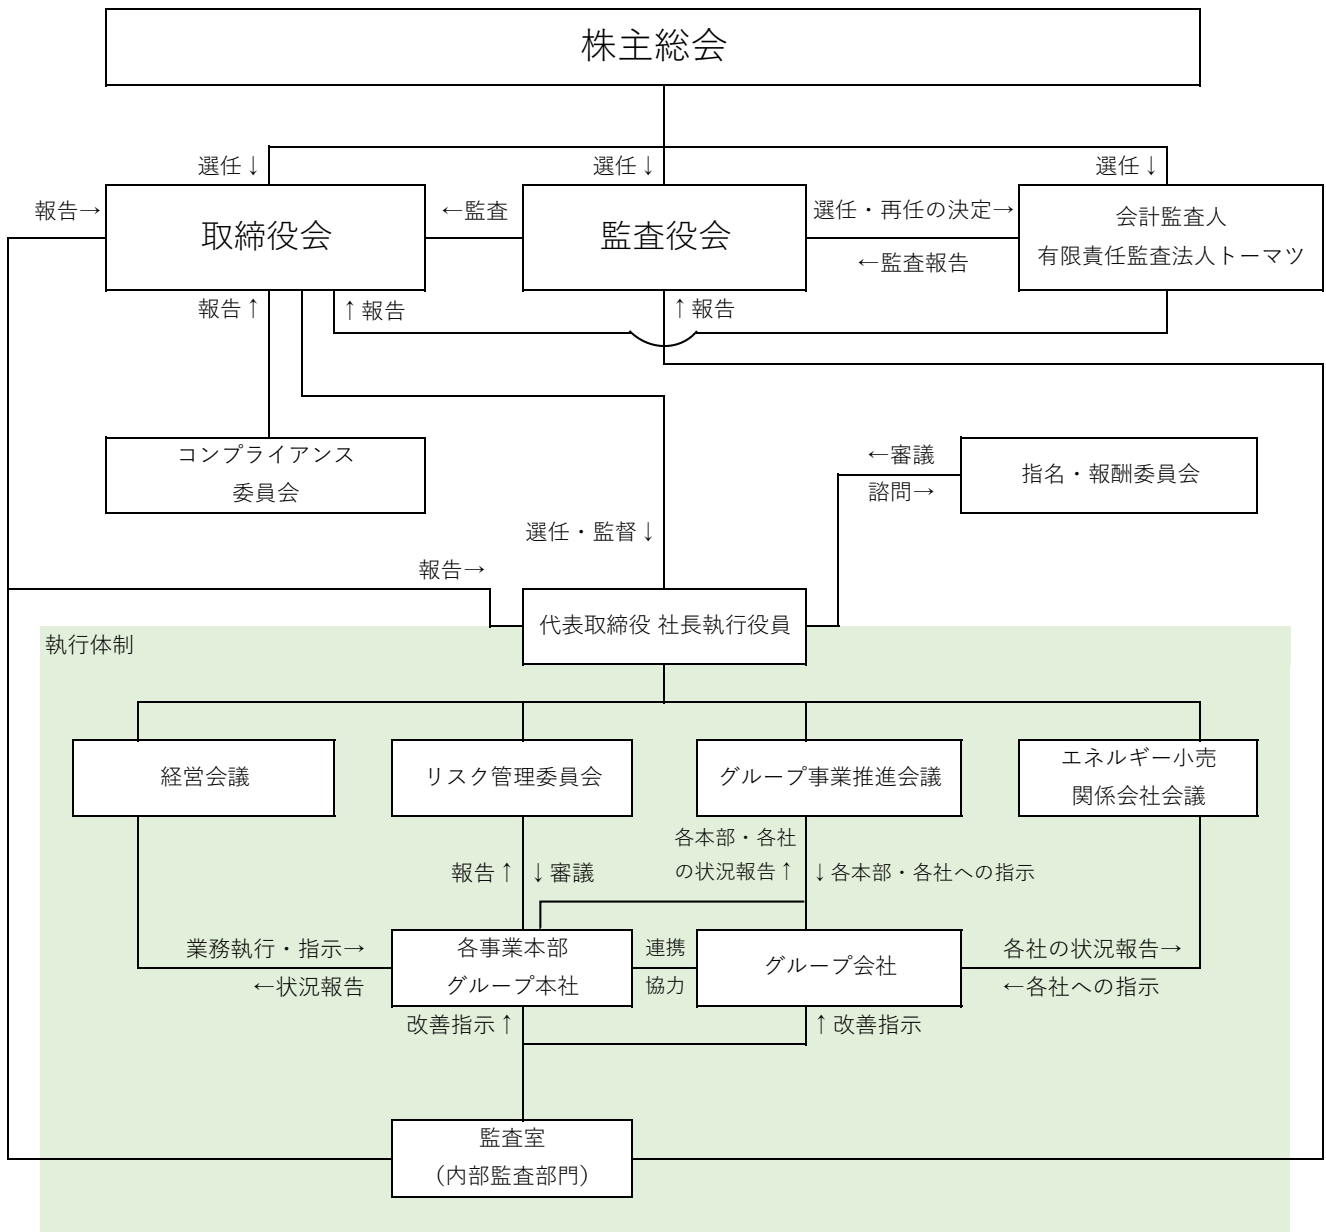 株主総会
選任↓
選任↓
選任↓
報告→
取締役会
←監査
監査役会
選任・再任の決定→
←監査報告
会計監査人
有限責任監査法人トーマツ
報告↑
↑報告
↑報告
コンプライアンス
委員会
←審議
諮問→
指名・報酬委員会
選任・監督↓
報告→
代表取締役 社長執行役員
執行体制
経営会議
リスク管理委員会
グループ事業推進会議
エネルギー小売
関係会社会議
報告↑
↓審議
各本部・各社
の状況報告↑
↓各本部・各社への指示
業務執行・指示→
←状況報告
各事業本部
グループ本社
連携
協力
グループ会社
各社の状況報告→
←各社への指示
改善指示↑
↑改善指示
監査室
（内部監査部門）